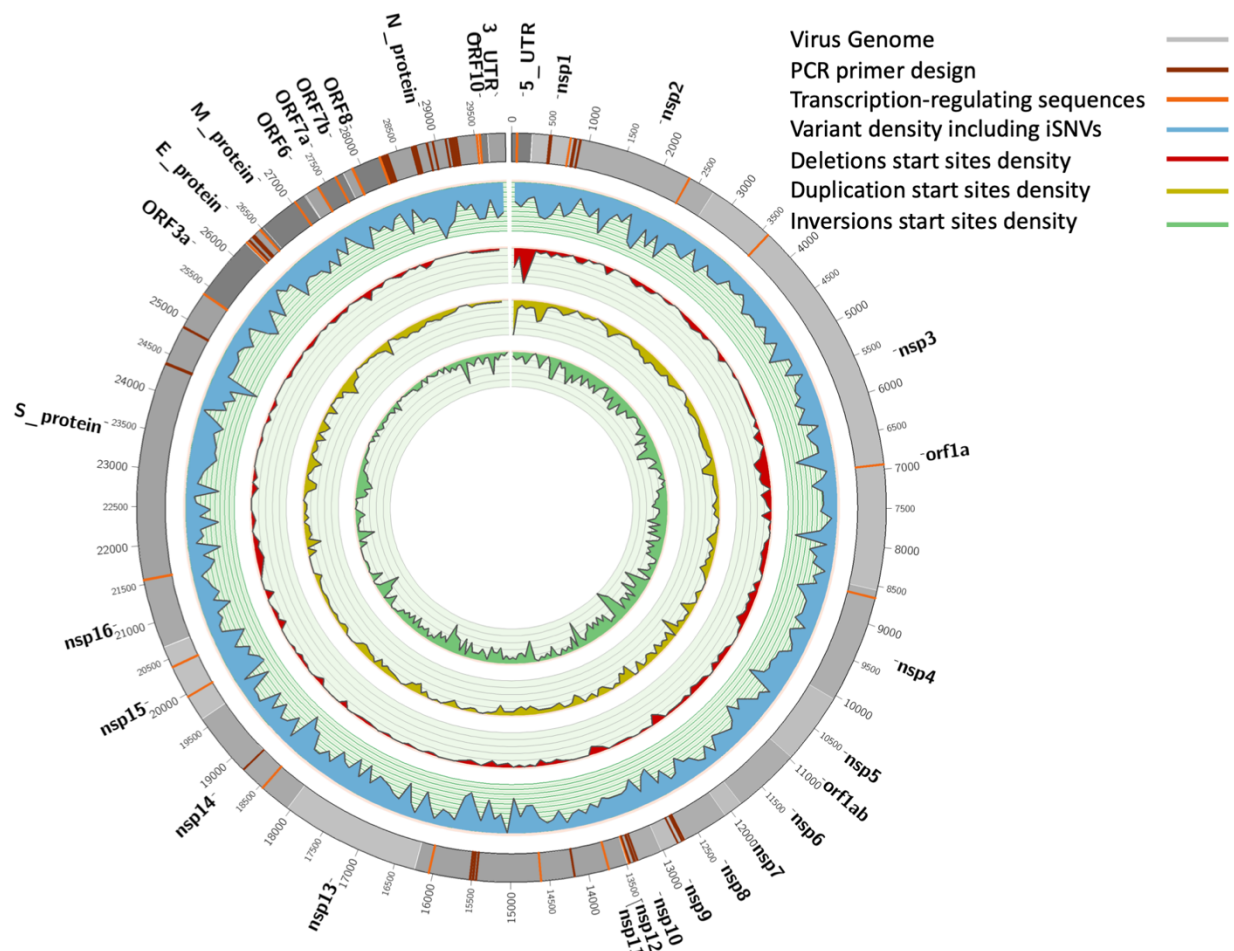 Virus Genome
PCR primer design
Transcription-regulating sequences
Variant density including iSNVs
Deletions start sites density
Duplication start sites density
Inversions start sites density
5_UTR
nsp1
nsp2
nsp3
orf1a
nsp4
nsp5
orf1ab
nsp6
nsp7
nsp8
nsp9
nsp10
nsp12
nsp11
nsp13
nsp14
nsp15
nsp16
S_protein
ORF3a
E_protein
M_protein
ORF6
ORF7a
ORF7b
ORF8
N_protein
ORF10
3_UTR
0
500
1000
1500
2000
2500
3000
3500
4000
4500
5000
5500
6000
6500
7000
7500
8000
8500
9000
9500
10000
10500
11000
11500
12000
12500
13000
13500
14000
14500
15000
15500
16000
16500
17000
17500
18000
18500
19000
19500
20000
20500
21000
21500
22000
22500
23000
23500
24000
24500
25000
25500
26000
26500
27000
27500
28000
28500
29000
29500